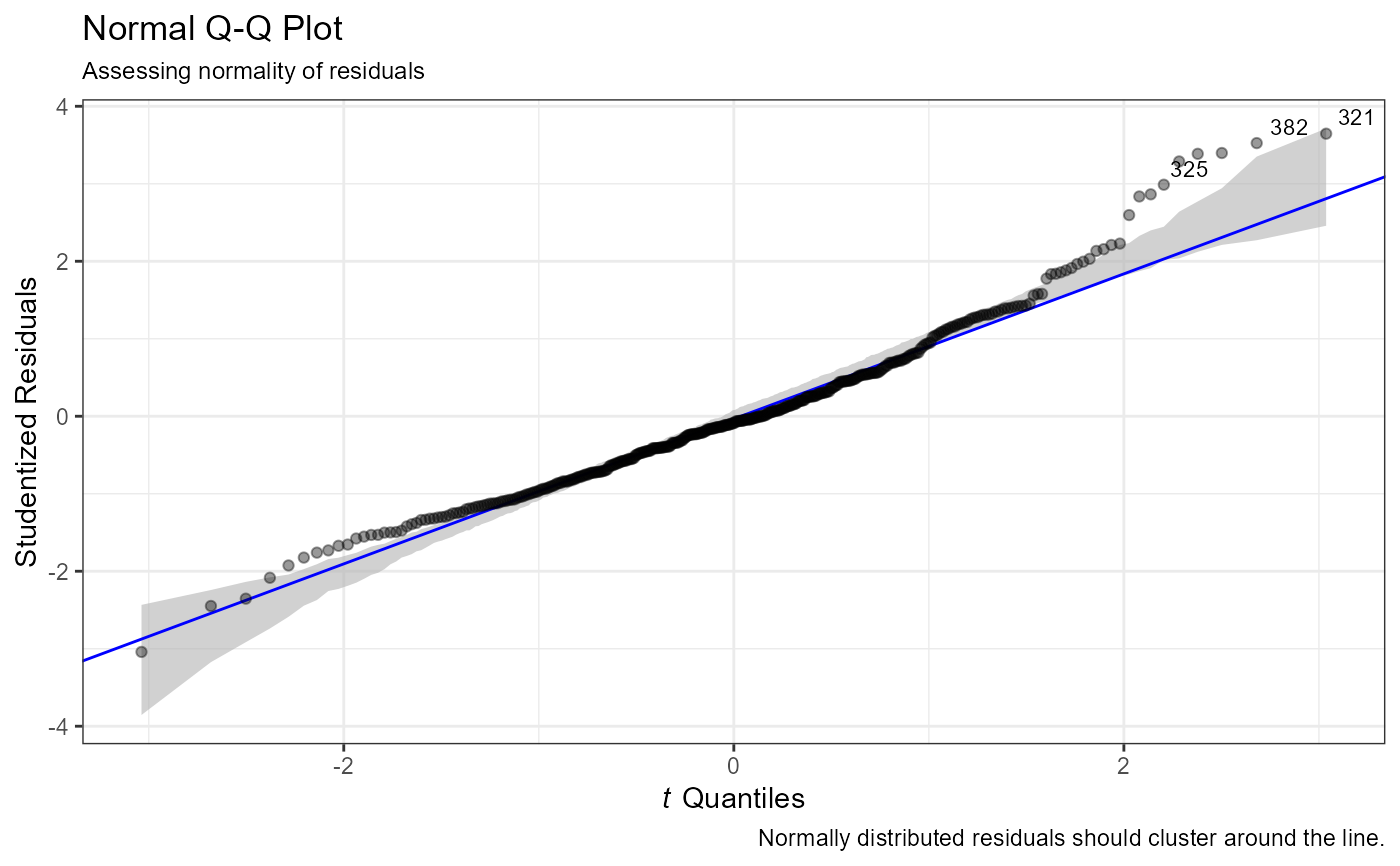 Normal Q-Q Plot
Assessing normality of residuals
Studentized Residuals
4
2
0
-2
-4
321
382
325
-2
0
2
t Quantiles
Normally distributed residuals should cluster around the line.